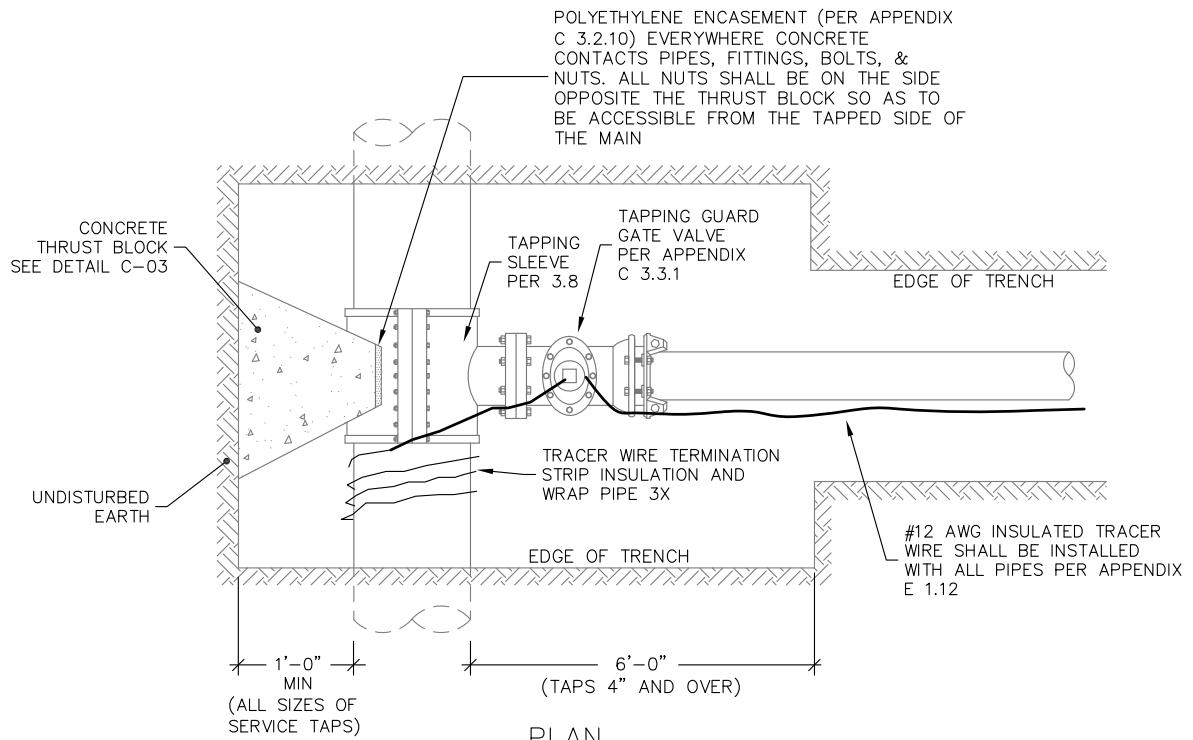 POLYETHYLENE ENCASEMENT (PER APPENDIX
C 3.2.10) EVERYWHERE CONCRETE
CONTACTS PIPES, FITTINGS, BOLTS, &
NUTS. ALL NUTS SHALL BE ON THE SIDE
OPPOSITE THE THRUST BLOCK SO AS TO
BE ACCESSIBLE FROM THE TAPPED SIDE OF
THE MAIN
CONCRETE
THRUST BLOCK
SEE DETAIL C-03
TAPPING
SLEEVE
PER 3.8
TAPPING GUARD
GATE VALVE
PER APPENDIX
C 3.3.1
EDGE OF TRENCH
TRACER WIRE TERMINATION
STRIP INSULATION AND
WRAP PIPE 3X
UNDISTURBED
EARTH
EDGE OF TRENCH
#12 AWG INSULATED TRACER
WIRE SHALL BE INSTALLED
WITH ALL PIPES PER APPENDIX
E 1.12
1'-0"
MIN
(ALL SIZES OF
SERVICE TAPS)
6'-0"
(TAPS 4" AND OVER)
PLAN